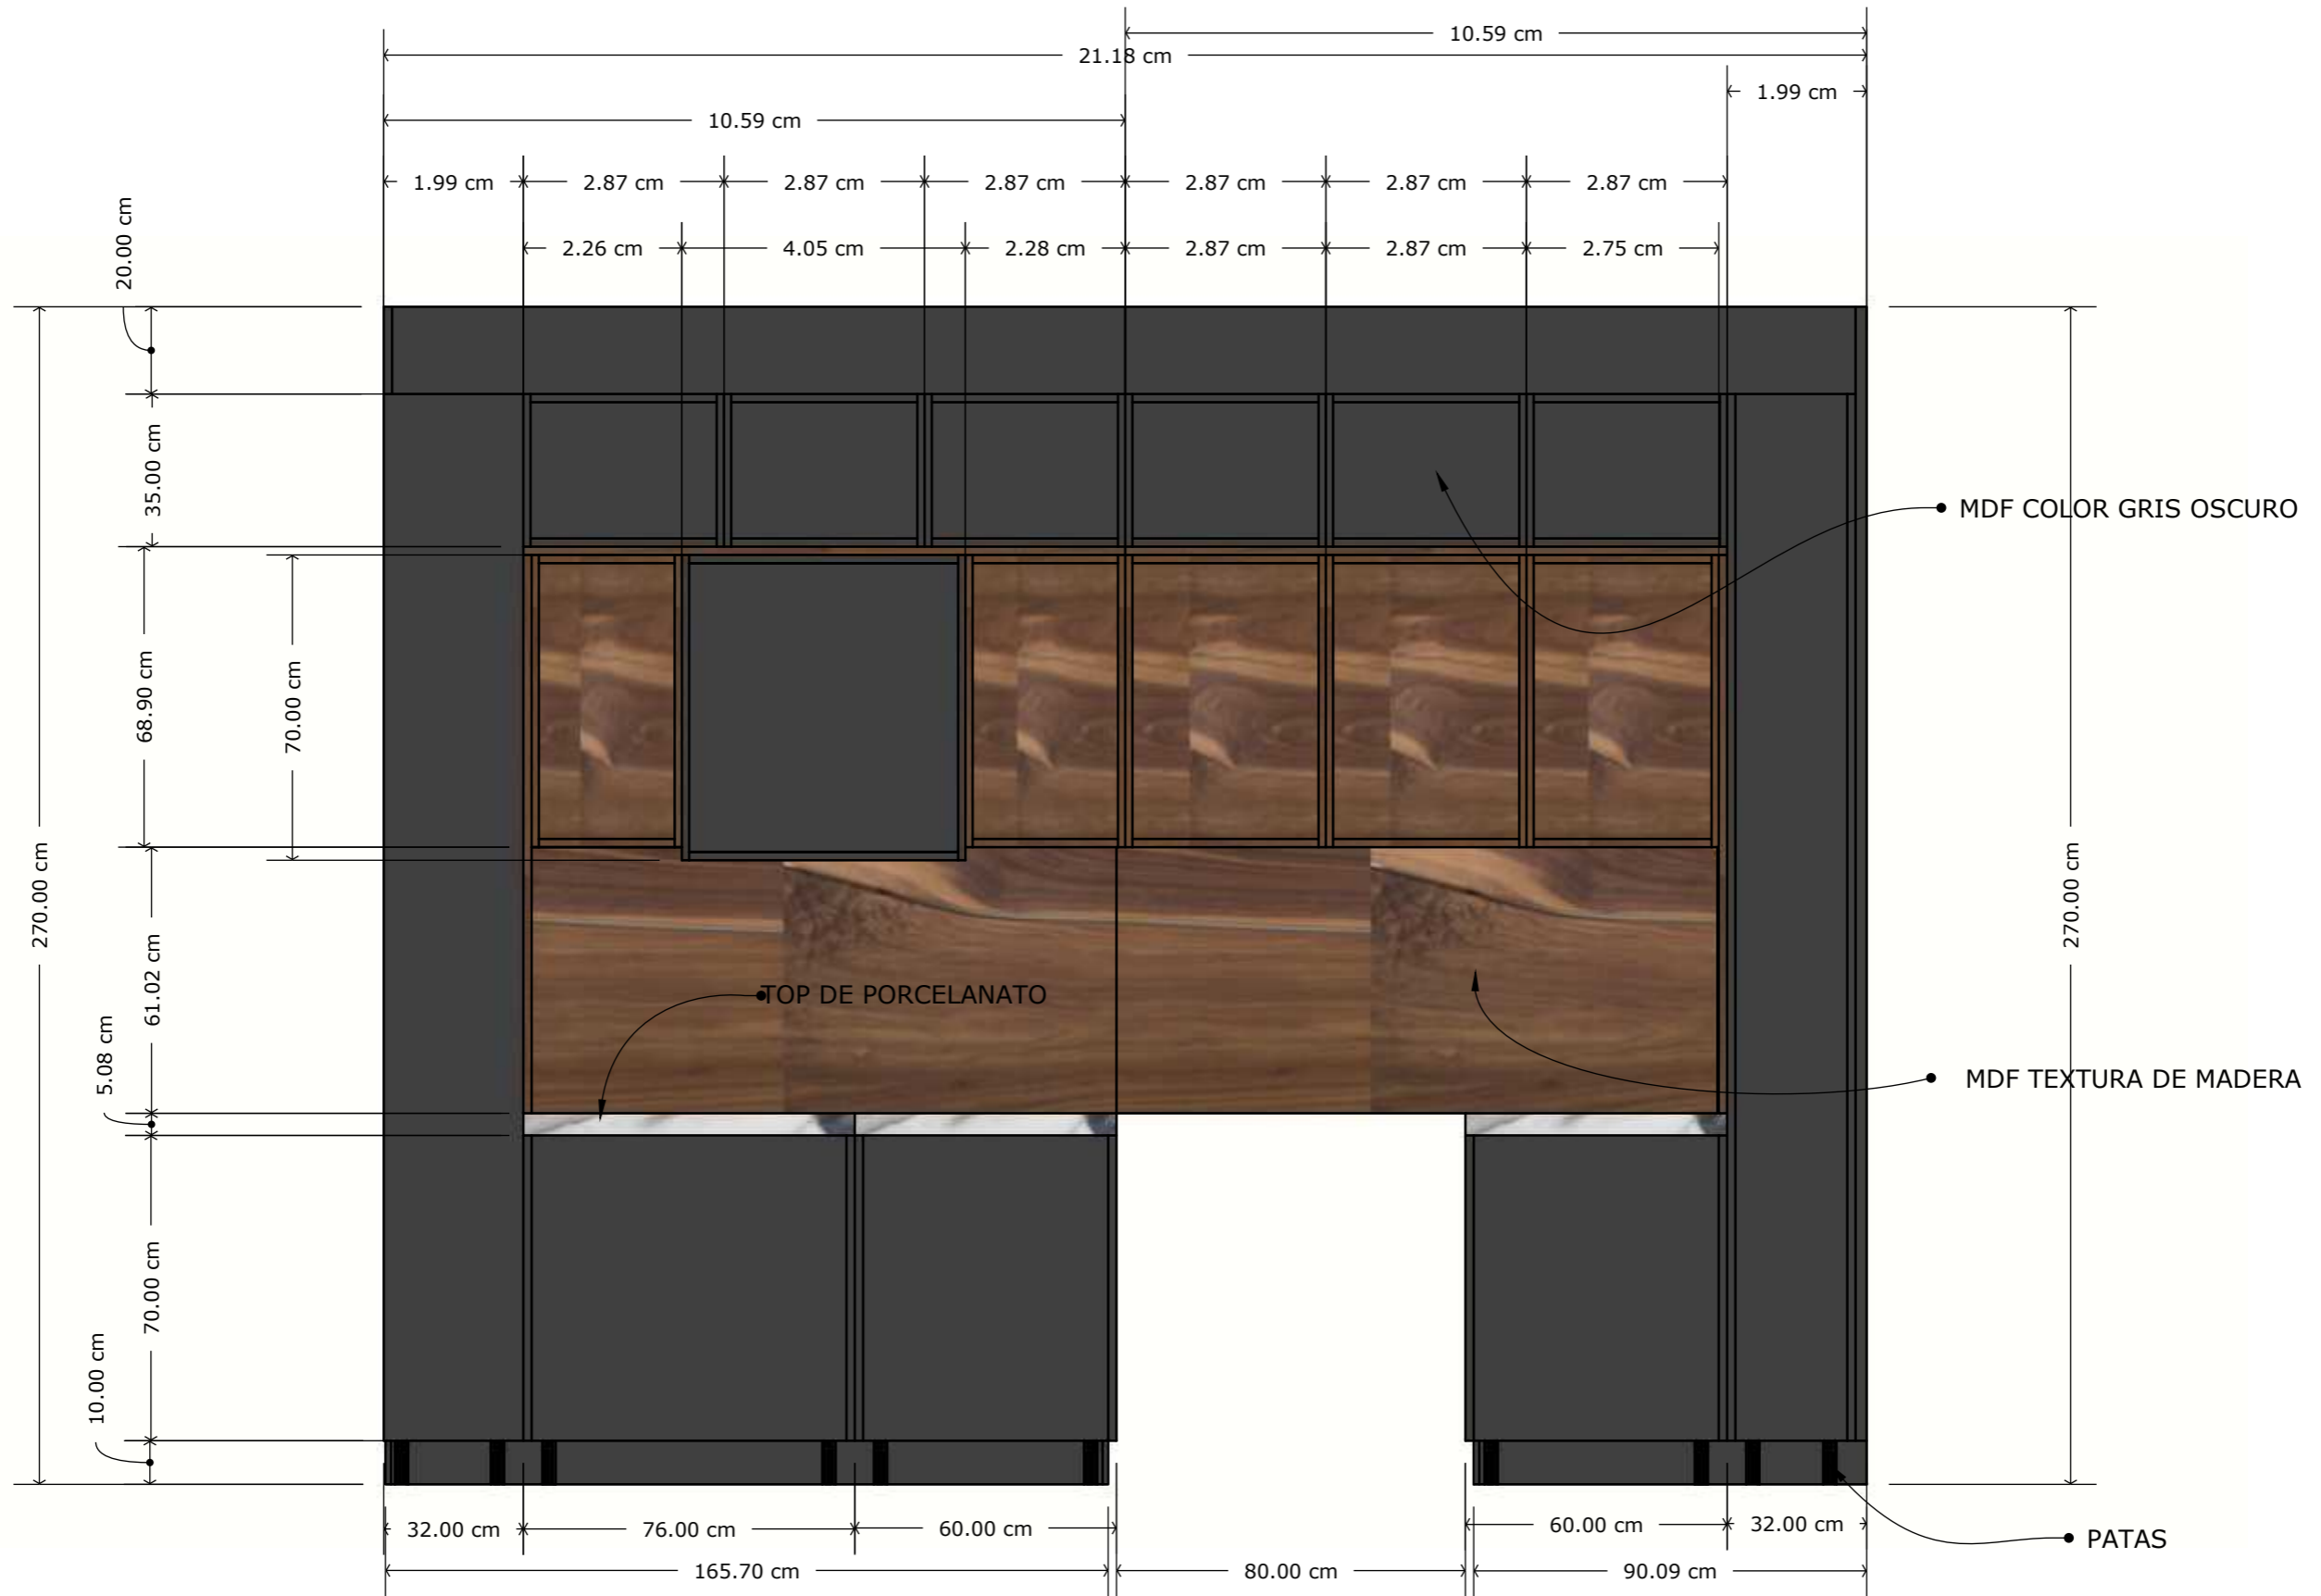 10.59 cm
21.18 cm
1.99 cm
10.59 cm
1.99 cm
2.87 cm
2.87 cm
2.87 cm
2.87 cm
2.87 cm
2.87 cm
2.26 cm
4.05 cm
2.28 cm
2.87 cm
2.87 cm
2.75 cm
20.00 cm
35.00 cm
MDF COLOR GRIS OSCURO
68.90 cm
70.00 cm
270.00 cm
270.00 cm
61.02 cm
TOP DE PORCELANATO
5.08 cm
MDF TEXTURA DE MADERA
70.00 cm
10.00 cm
32.00 cm
76.00 cm
60.00 cm
60.00 cm
32.00 cm
PATAS
165.70 cm
80.00 cm
90.09 cm